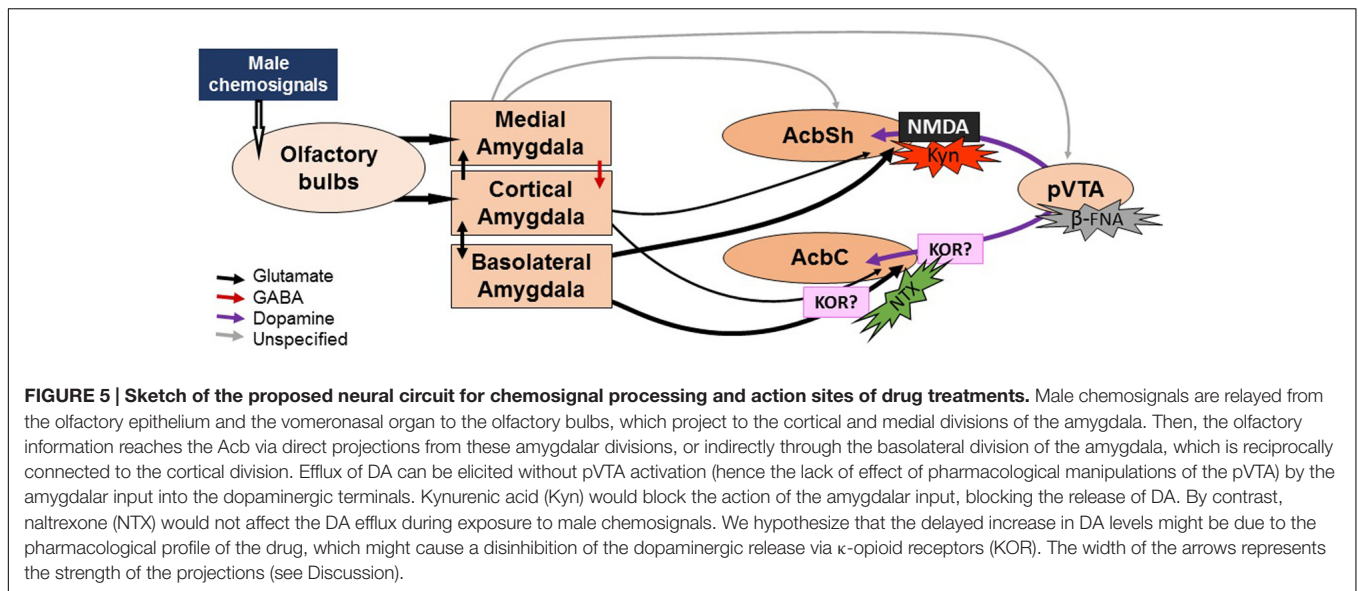 Male
chemosignals
Olfactory
bulbs
Medial
Amygdala
Cortical
Amygdala
Basolateral
Amygdala
AcbSh
NMDA
Kyn
pVTA
β-FNA
AcbC
KOR?
KOR?
NTX
Glutamate
GABA
Dopamine
Unspecified
FIGURE 5 | Sketch of the proposed neural circuit for chemosignal processing and action sites of drug treatments. Male chemosignals are relayed from
the olfactory epithelium and the vomeronasal organ to the olfactory bulbs, which project to the cortical and medial divisions of the amygdala. Then, the olfactory
information reaches the Acb via direct projections from these amygdalar divisions, or indirectly through the basolateral division of the amygdala, which is reciprocally
connected to the cortical division. Efflux of DA can be elicited without pVTA activation (hence the lack of effect of pharmacological manipulations of the pVTA) by the
amygdalar input into the dopaminergic terminals. Kynurenic acid (Kyn) would block the action of the amygdalar input, blocking the release of DA. By contrast,
naltrexone (NTX) would not affect the DA efflux during exposure to male chemosignals. We hypothesize that the delayed increase in DA levels might be due to the
pharmacological profile of the drug, which might cause a disinhibition of the dopaminergic release via κ-opioid receptors (KOR). The width of the arrows represents
the strength of the projections (see Discussion).